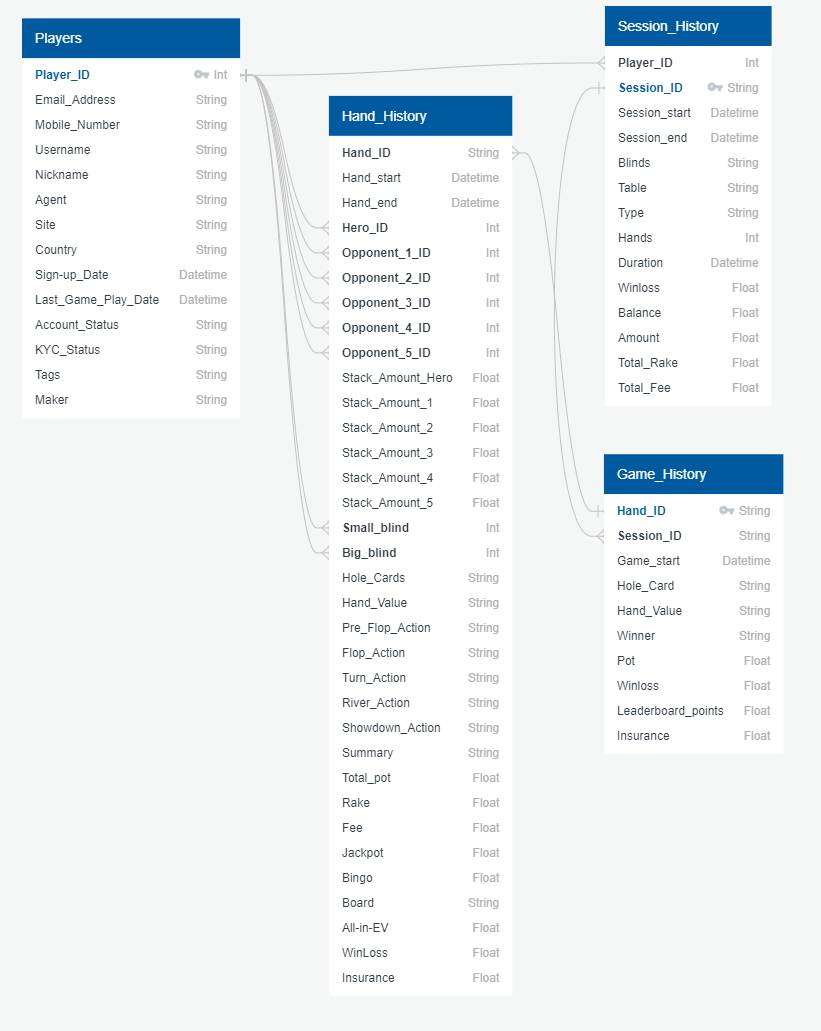 Players
Player_ID Int
Email_Address String
Mobile_Number String
Username String
Nickname String
Agent String
Site String
Country String
Sign-up_Date Datetime
Last_Game_Play_Date Datetime
Account_Status String
KYC_Status String
Tags String
Maker String
Hand_History
Hand_ID String
Hand_start Datetime
Hand_end Datetime
Hero_ID Int
Opponent_1_ID Int
Opponent_2_ID Int
Opponent_3_ID Int
Opponent_4_ID Int
Opponent_5_ID Int
Stack_Amount_Hero Float
Stack_Amount_1 Float
Stack_Amount_2 Float
Stack_Amount_3 Float
Stack_Amount_4 Float
Stack_Amount_5 Float
Small_blind Int
Big_blind Int
Hole_Cards String
Hand_Value String
Pre_Flop_Action String
Flop_Action String
Turn_Action String
River_Action String
Showdown_Action String
Summary String
Total_pot Float
Rake Float
Fee Float
Jackpot Float
Bingo Float
Board String
All-in-EV Float
WinLoss Float
Insurance Float
Session_History
Player_ID Int
Session_ID String
Session_start Datetime
Session_end Datetime
Blinds String
Table String
Type String
Hands Int
Duration Datetime
Winloss Float
Balance Float
Amount Float
Total_Rake Float
Total_Fee Float
Game_History
Hand_ID String
Session_ID String
Game_start Datetime
Hole_Card String
Hand_Value String
Winner String
Pot Float
Winloss Float
Leaderboard_points Float
Insurance Float